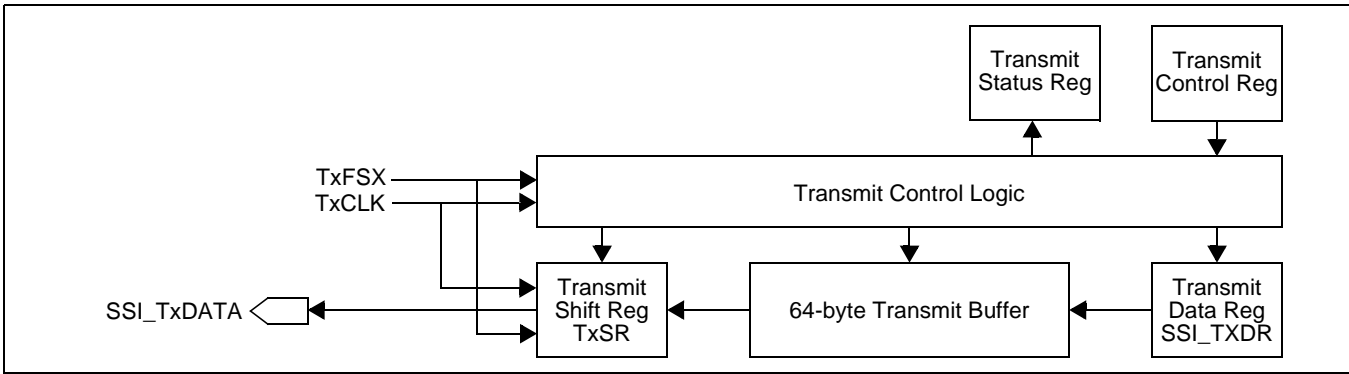 Transmit
Status Reg
Transmit
Control Reg
TxFSX
TxCLK
Transmit Control Logic
SSI_TxDATA
Transmit
Shift Reg
TxSR
64-byte Transmit Buffer
Transmit
Data Reg
SSI_TXDR